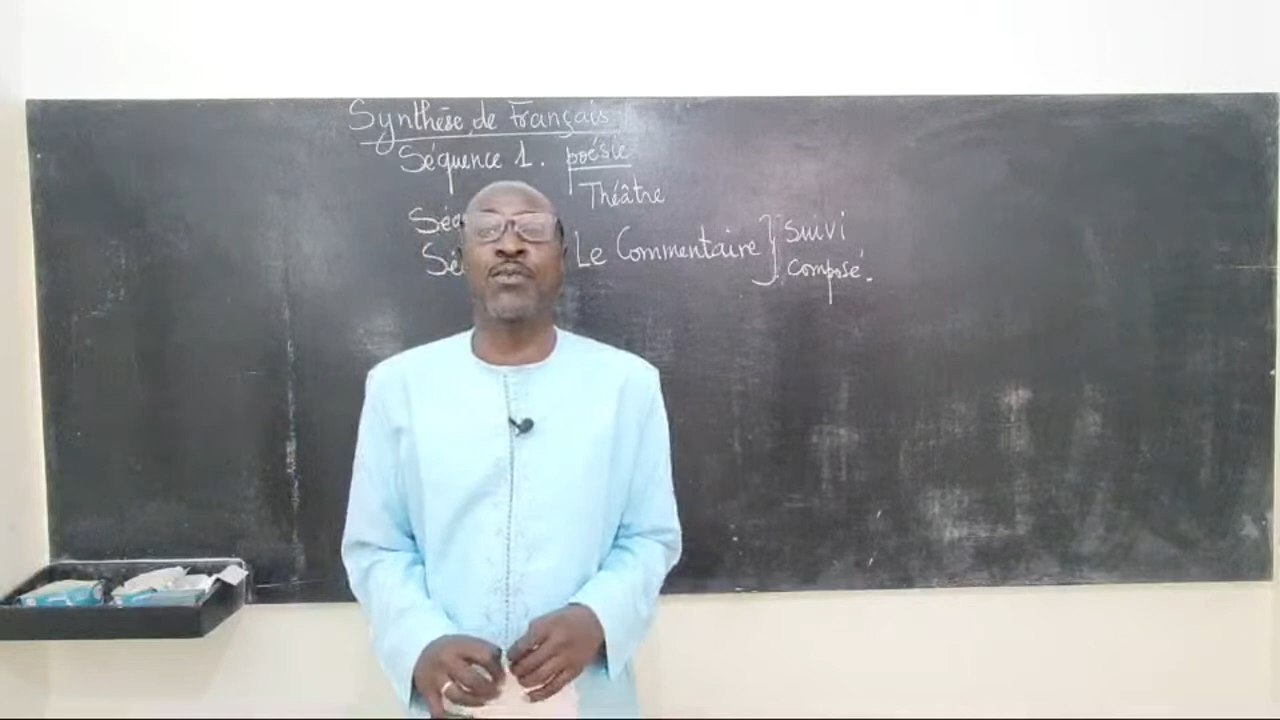 Synthèse de Français
Séquence 1. poésie
Théâtre
Le Commentaire } suivi
composé.